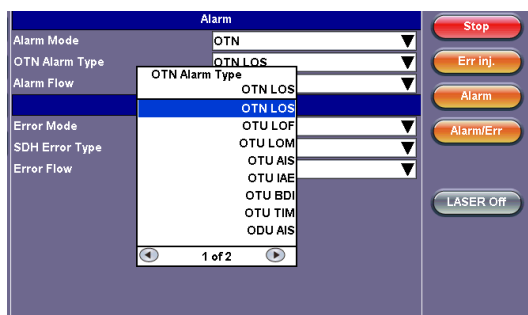 Alarm
Alarm Mode
OTN
OTN Alarm Type
OTN LOS
Alarm Flow
Error Mode
SDH Error Type
Error Flow
OTN Alarm Type
OTN LOS
OTN LOS
OTU LOF
OTU LOM
OTU AIS
OTU IAE
OTU BDI
OTU TIM
ODU AIS
1 of 2
Stop
Err inj.
Alarm
Alarm/Err
LASER Off